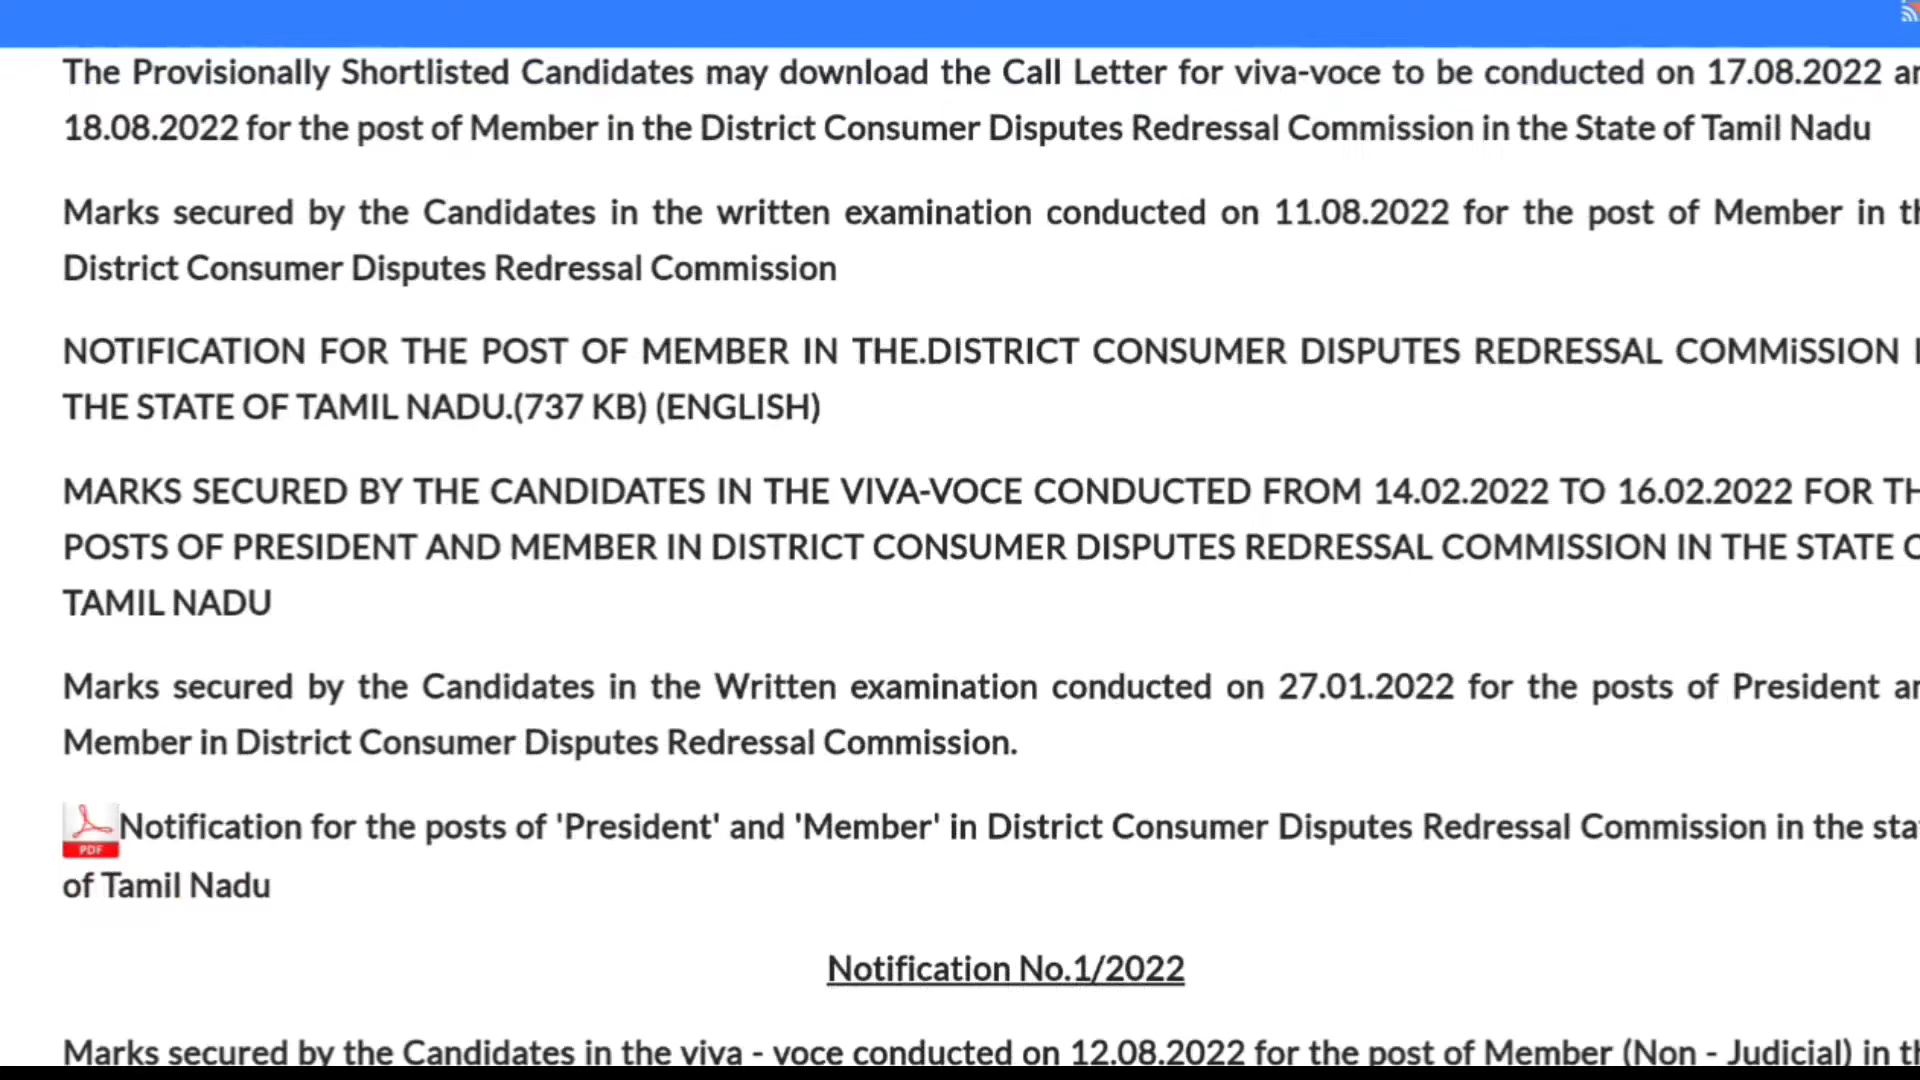 The Provisionally Shortlisted Candidates may download the Call Letter for viva-voce to be conducted on 17.08.2022
18.08.2022 for the post of Member in the District Consumer Disputes Redressal Commission in the State of Tamil Nadu
Marks secured by the Candidates in the written examination conducted on 11.08.2022 for the post of Member in
District Consumer Disputes Redressal Commission
NOTIFICATION FOR THE POST OF MEMBER IN THE.DISTRICT CONSUMER DISPUTES REDRESSAL COMMiSSION
THE STATE OF TAMIL NADU.(737 KB) (ENGLISH)
MARKS SECURED BY THE CANDIDATES IN THE VIVA-VOCE CONDUCTED FROM 14.02.2022 TO 16.02.2022 FOR
POSTS OF PRESIDENT AND MEMBER IN DISTRICT CONSUMER DISPUTES REDRESSAL COMMISSION IN THE STATE
TAMIL NADU
Marks secured by the Candidates in the Written examination conducted on 27.01.2022 for the posts of President
Member in District Consumer Disputes Redressal Commission.
PDF Notification for the posts of 'President' and 'Member' in District Consumer Disputes Redressal Commission in the
of Tamil Nadu
Notification No.1/2022
Marks secured by the Candidates in the viva - voce conducted on 12.08.2022 for the post of Member (Non - Judicial) in